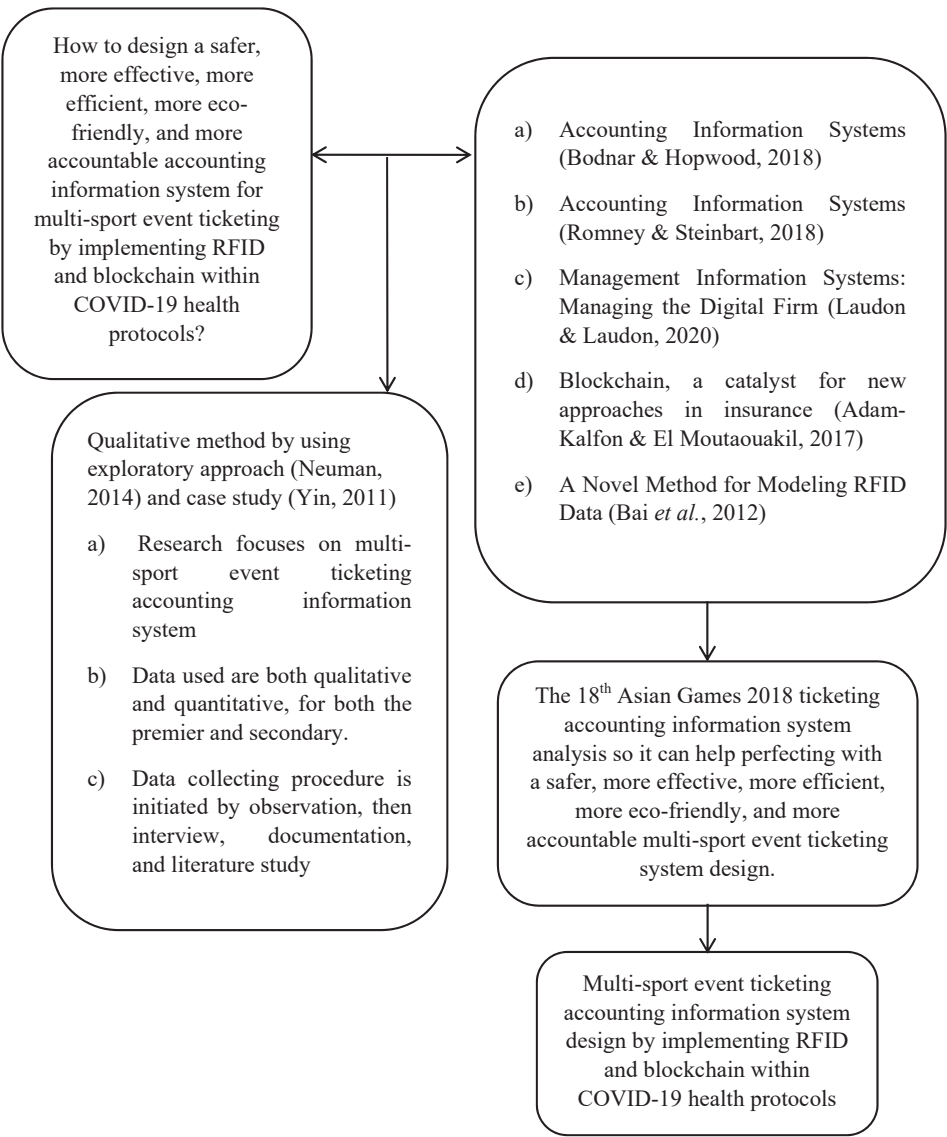 How to design a safer,
more effective, more
efficient, more eco-
friendly, and more
accountable accounting
information system for
multi-sport event ticketing
by implementing RFID
and blockchain within
COVID-19 health
protocols?
a) Accounting Information Systems
(Bodnar & Hopwood, 2018)
b) Accounting Information Systems
(Romney & Steinbart, 2018)
c) Management Information Systems:
Managing the Digital Firm (Laudon
& Laudon, 2020)
d) Blockchain, a catalyst for new
approaches in insurance (Adam-
Kalfon & El Moutaouakil, 2017)
e) A Novel Method for Modeling RFID
Data (Bai et al., 2012)
Qualitative method by using
exploratory approach (Neuman,
2014) and case study (Yin, 2011)
a) Research focuses on multi-
sport event ticketing
accounting information
system
b) Data used are both qualitative
and quantitative, for both the
premier and secondary.
c) Data collecting procedure is
initiated by observation, then
interview, documentation,
and literature study
The 18th Asian Games 2018 ticketing
accounting information system
analysis so it can help perfecting with
a safer, more effective, more efficient,
more eco-friendly, and more
accountable multi-sport event ticketing
system design.
Multi-sport event ticketing
accounting information system
design by implementing RFID
and blockchain within
COVID-19 health protocols